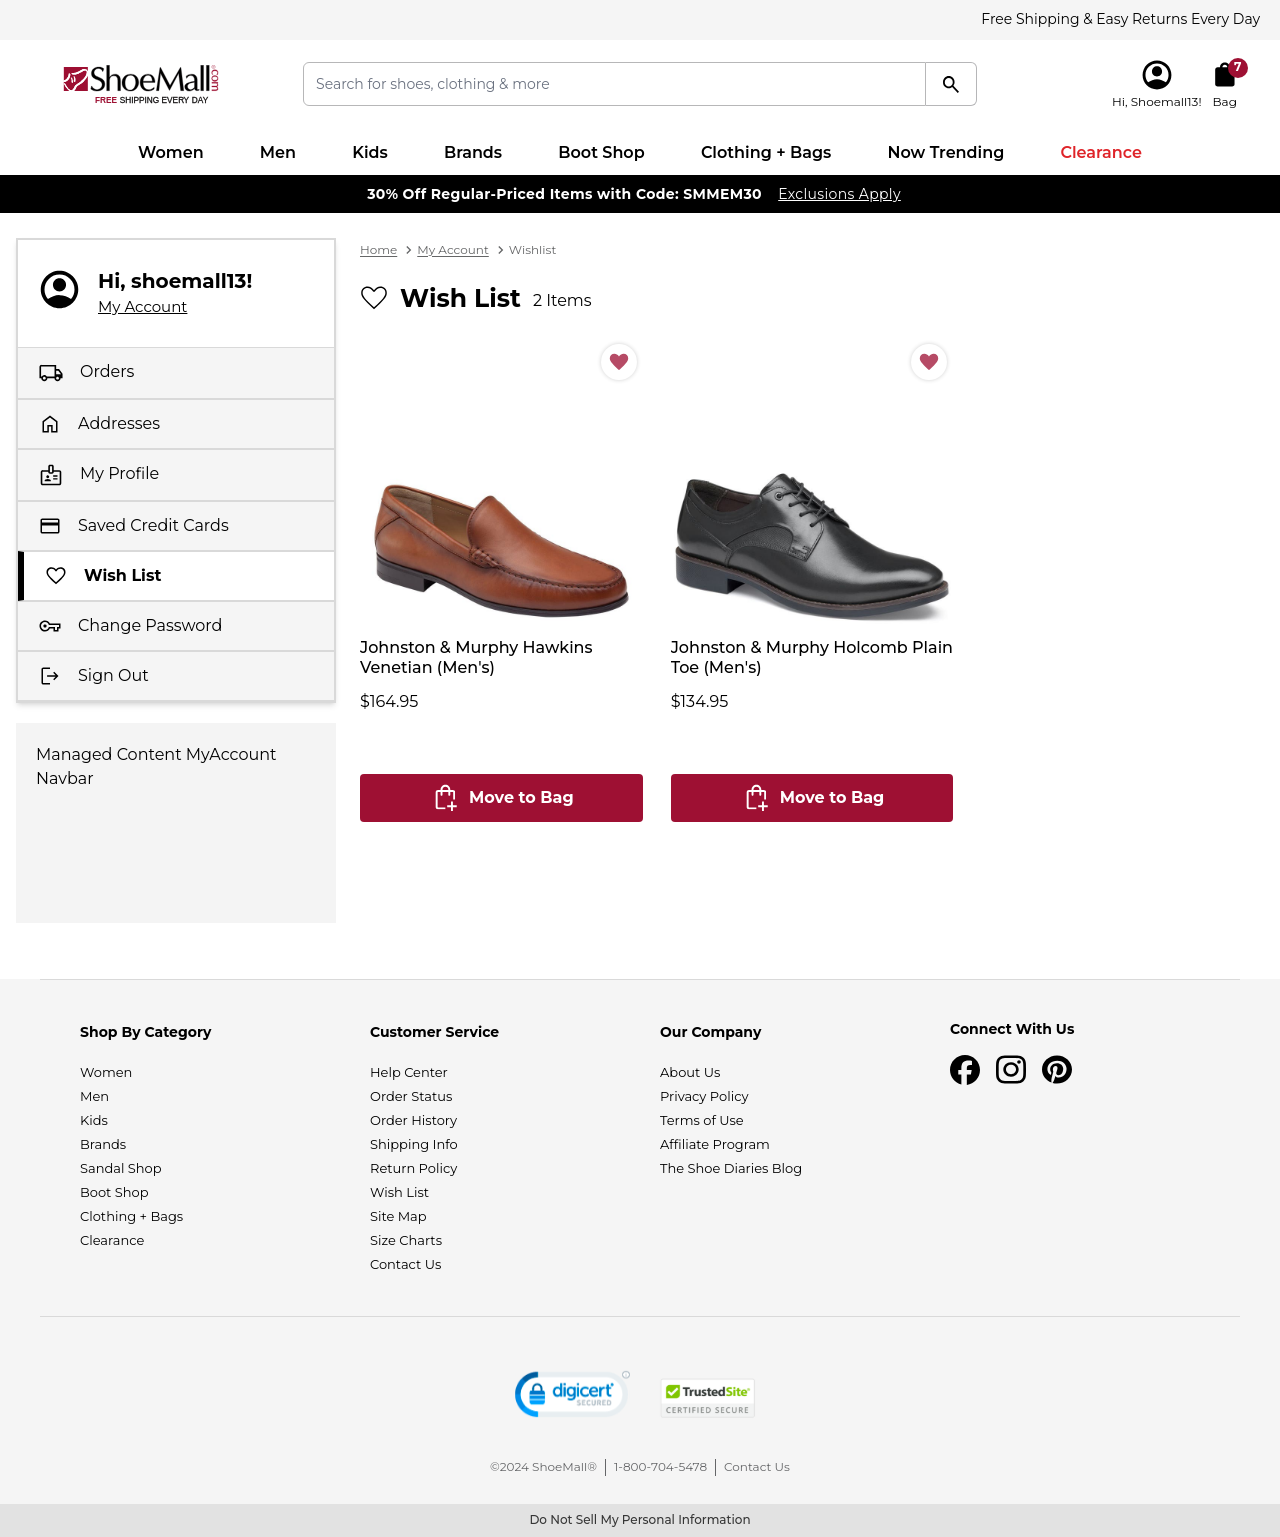 Free Shipping & Easy Returns Every Day
ShoeMall.com
FREE SHIPPING EVERY DAY
Search for shoes, clothing & more
Hi, Shoemall13!
7
Bag
Women Men Kids Brands Boot Shop Clothing + Bags Now Trending Clearance
30% Off Regular-Priced Items with Code: SMMEM30 Exclusions Apply
Hi, shoemall13!
My Account
Orders
Addresses
My Profile
Saved Credit Cards
Wish List
Change Password
Sign Out
Managed Content MyAccount
Navbar
Home > My Account > Wishlist
Wish List 2 Items
Johnston & Murphy Hawkins
Venetian (Men's)
$164.95
Move to Bag
Johnston & Murphy Holcomb Plain
Toe (Men's)
$134.95
Move to Bag
Shop By Category
Women
Men
Kids
Brands
Sandal Shop
Boot Shop
Clothing + Bags
Clearance
Customer Service
Help Center
Order Status
Order History
Shipping Info
Return Policy
Wish List
Site Map
Size Charts
Contact Us
Our Company
About Us
Privacy Policy
Terms of Use
Affiliate Program
The Shoe Diaries Blog
Connect With Us
digicert
SECURED
TrustedSite
CERTIFIED SECURE
©2024 ShoeMall® | 1-800-704-5478 | Contact Us
Do Not Sell My Personal Information